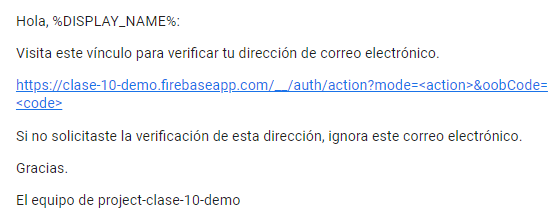 Hola, %DISPLAY_NAME%:
Visita este vínculo para verificar tu dirección de correo electrónico.
https://clase-10-demo.firebaseapp.com/__/auth/action?mode=<action>&oobCode=
<code>
Si no solicitaste la verificación de esta dirección, ignora este correo electrónico.
Gracias.
El equipo de project-clase-10-demo